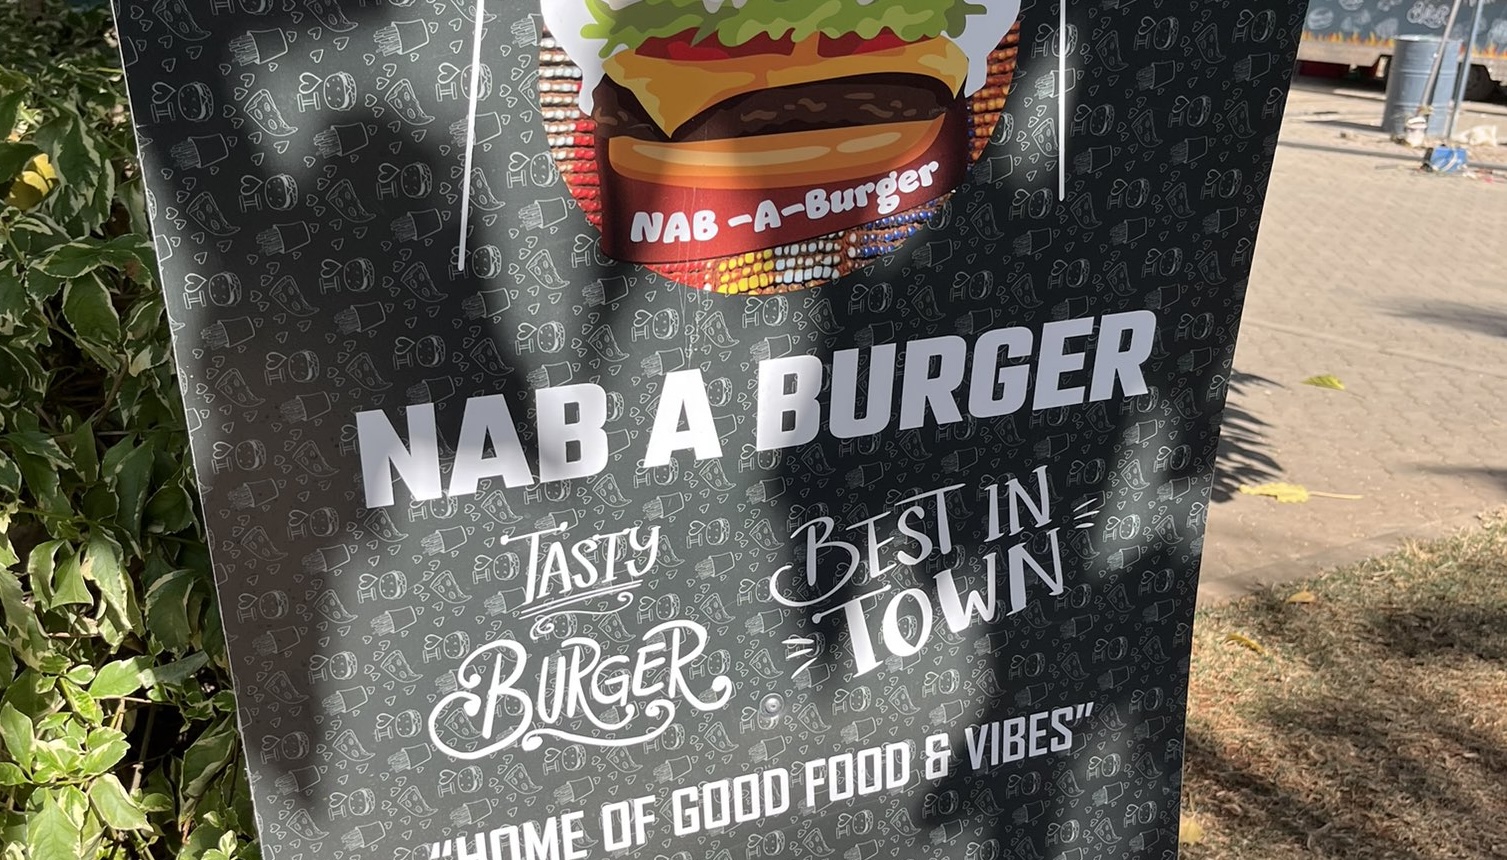 NAB -A-Burger
NAB A BURGER
TASTY
BURGER
BEST IN
TOWN
"HOME OF GOOD FOOD & VIBES"